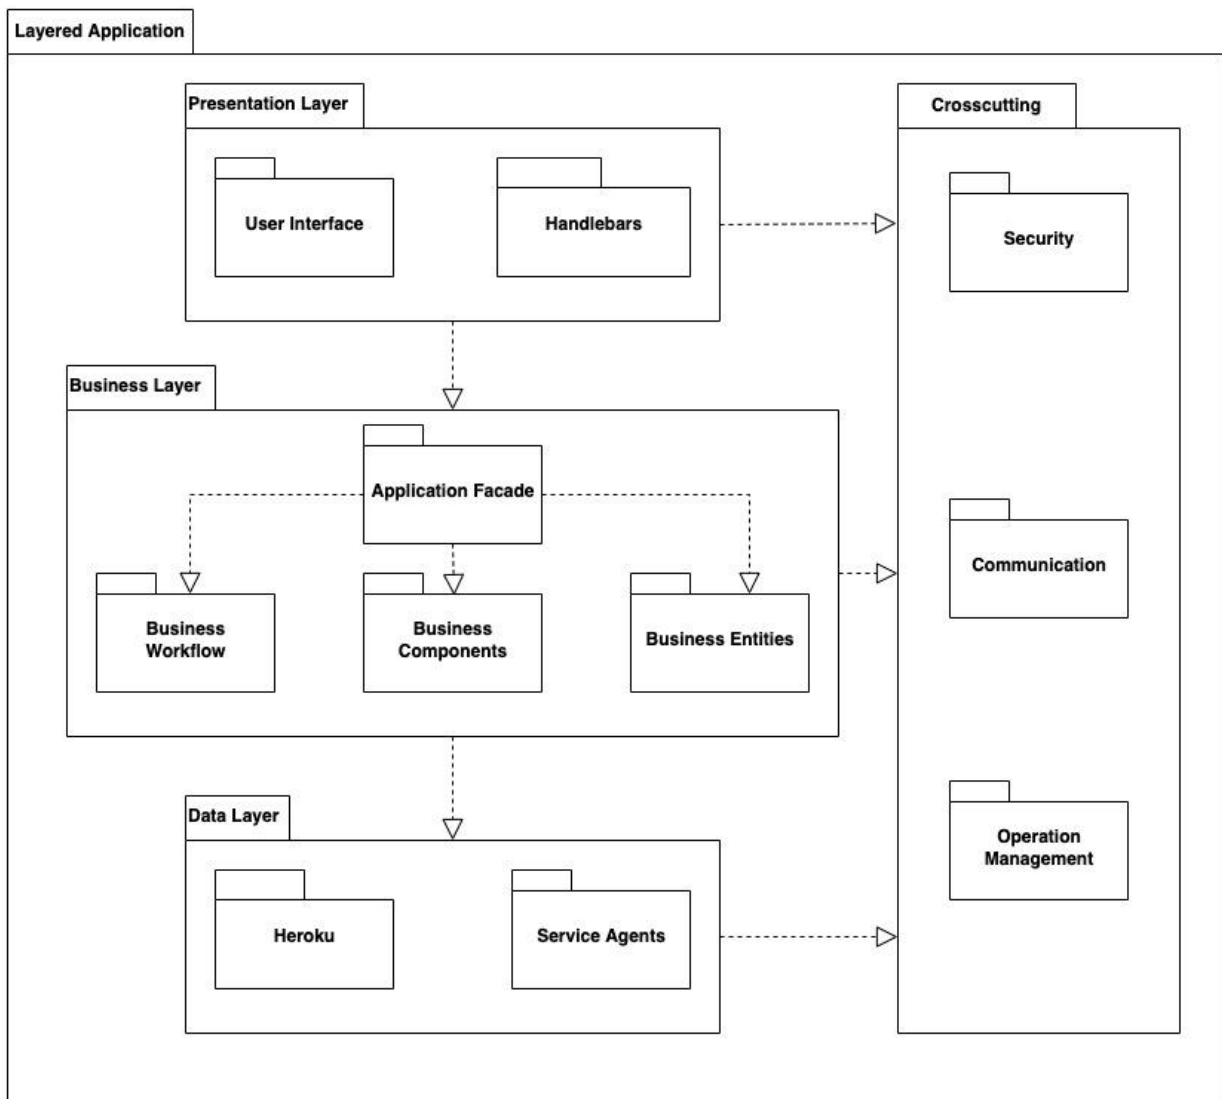 Layered Application
Presentation Layer
Crosscutting
User Interface
Handlebars
Security
Business Layer
Application Facade
Communication
Business
Workflow
Business
Components
Business Entities
Data Layer
Operation
Management
Heroku
Service Agents